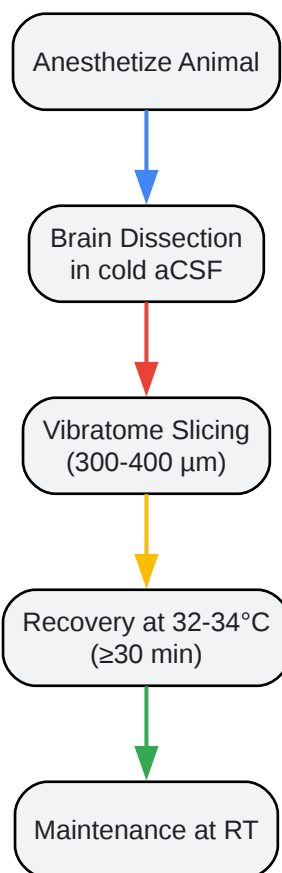 Anesthetize Animal
Brain Dissection
in cold aCSF
Vibratome Slicing
(300-400 µm)
Recovery at 32-34°C
(≥30 min)
Maintenance at RT